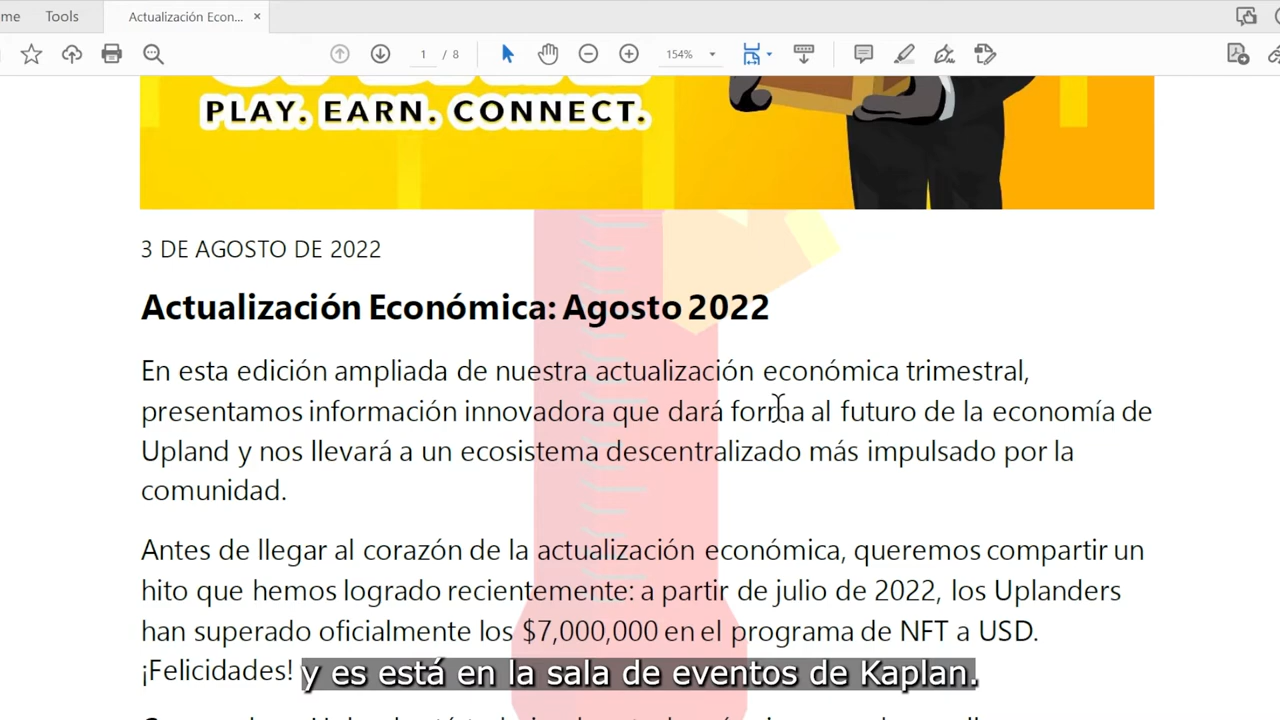 ome Tools Actualización Econ... ×
1 / 8 154%
PLAY. EARN. CONNECT.
3 DE AGOSTO DE 2022
Actualización Económica: Agosto 2022
En esta edición ampliada de nuestra actualización económica trimestral,
presentamos información innovadora que dará forma al futuro de la economía de
Upland y nos llevará a un ecosistema descentralizado más impulsado por la
comunidad.
Antes de llegar al corazón de la actualización económica, queremos compartir un
hito que hemos logrado recientemente: a partir de julio de 2022, los Uplanders
han superado oficialmente los $7,000,000 en el programa de NFT a USD.
¡Felicidades!
y es está en la sala de eventos de Kaplan.